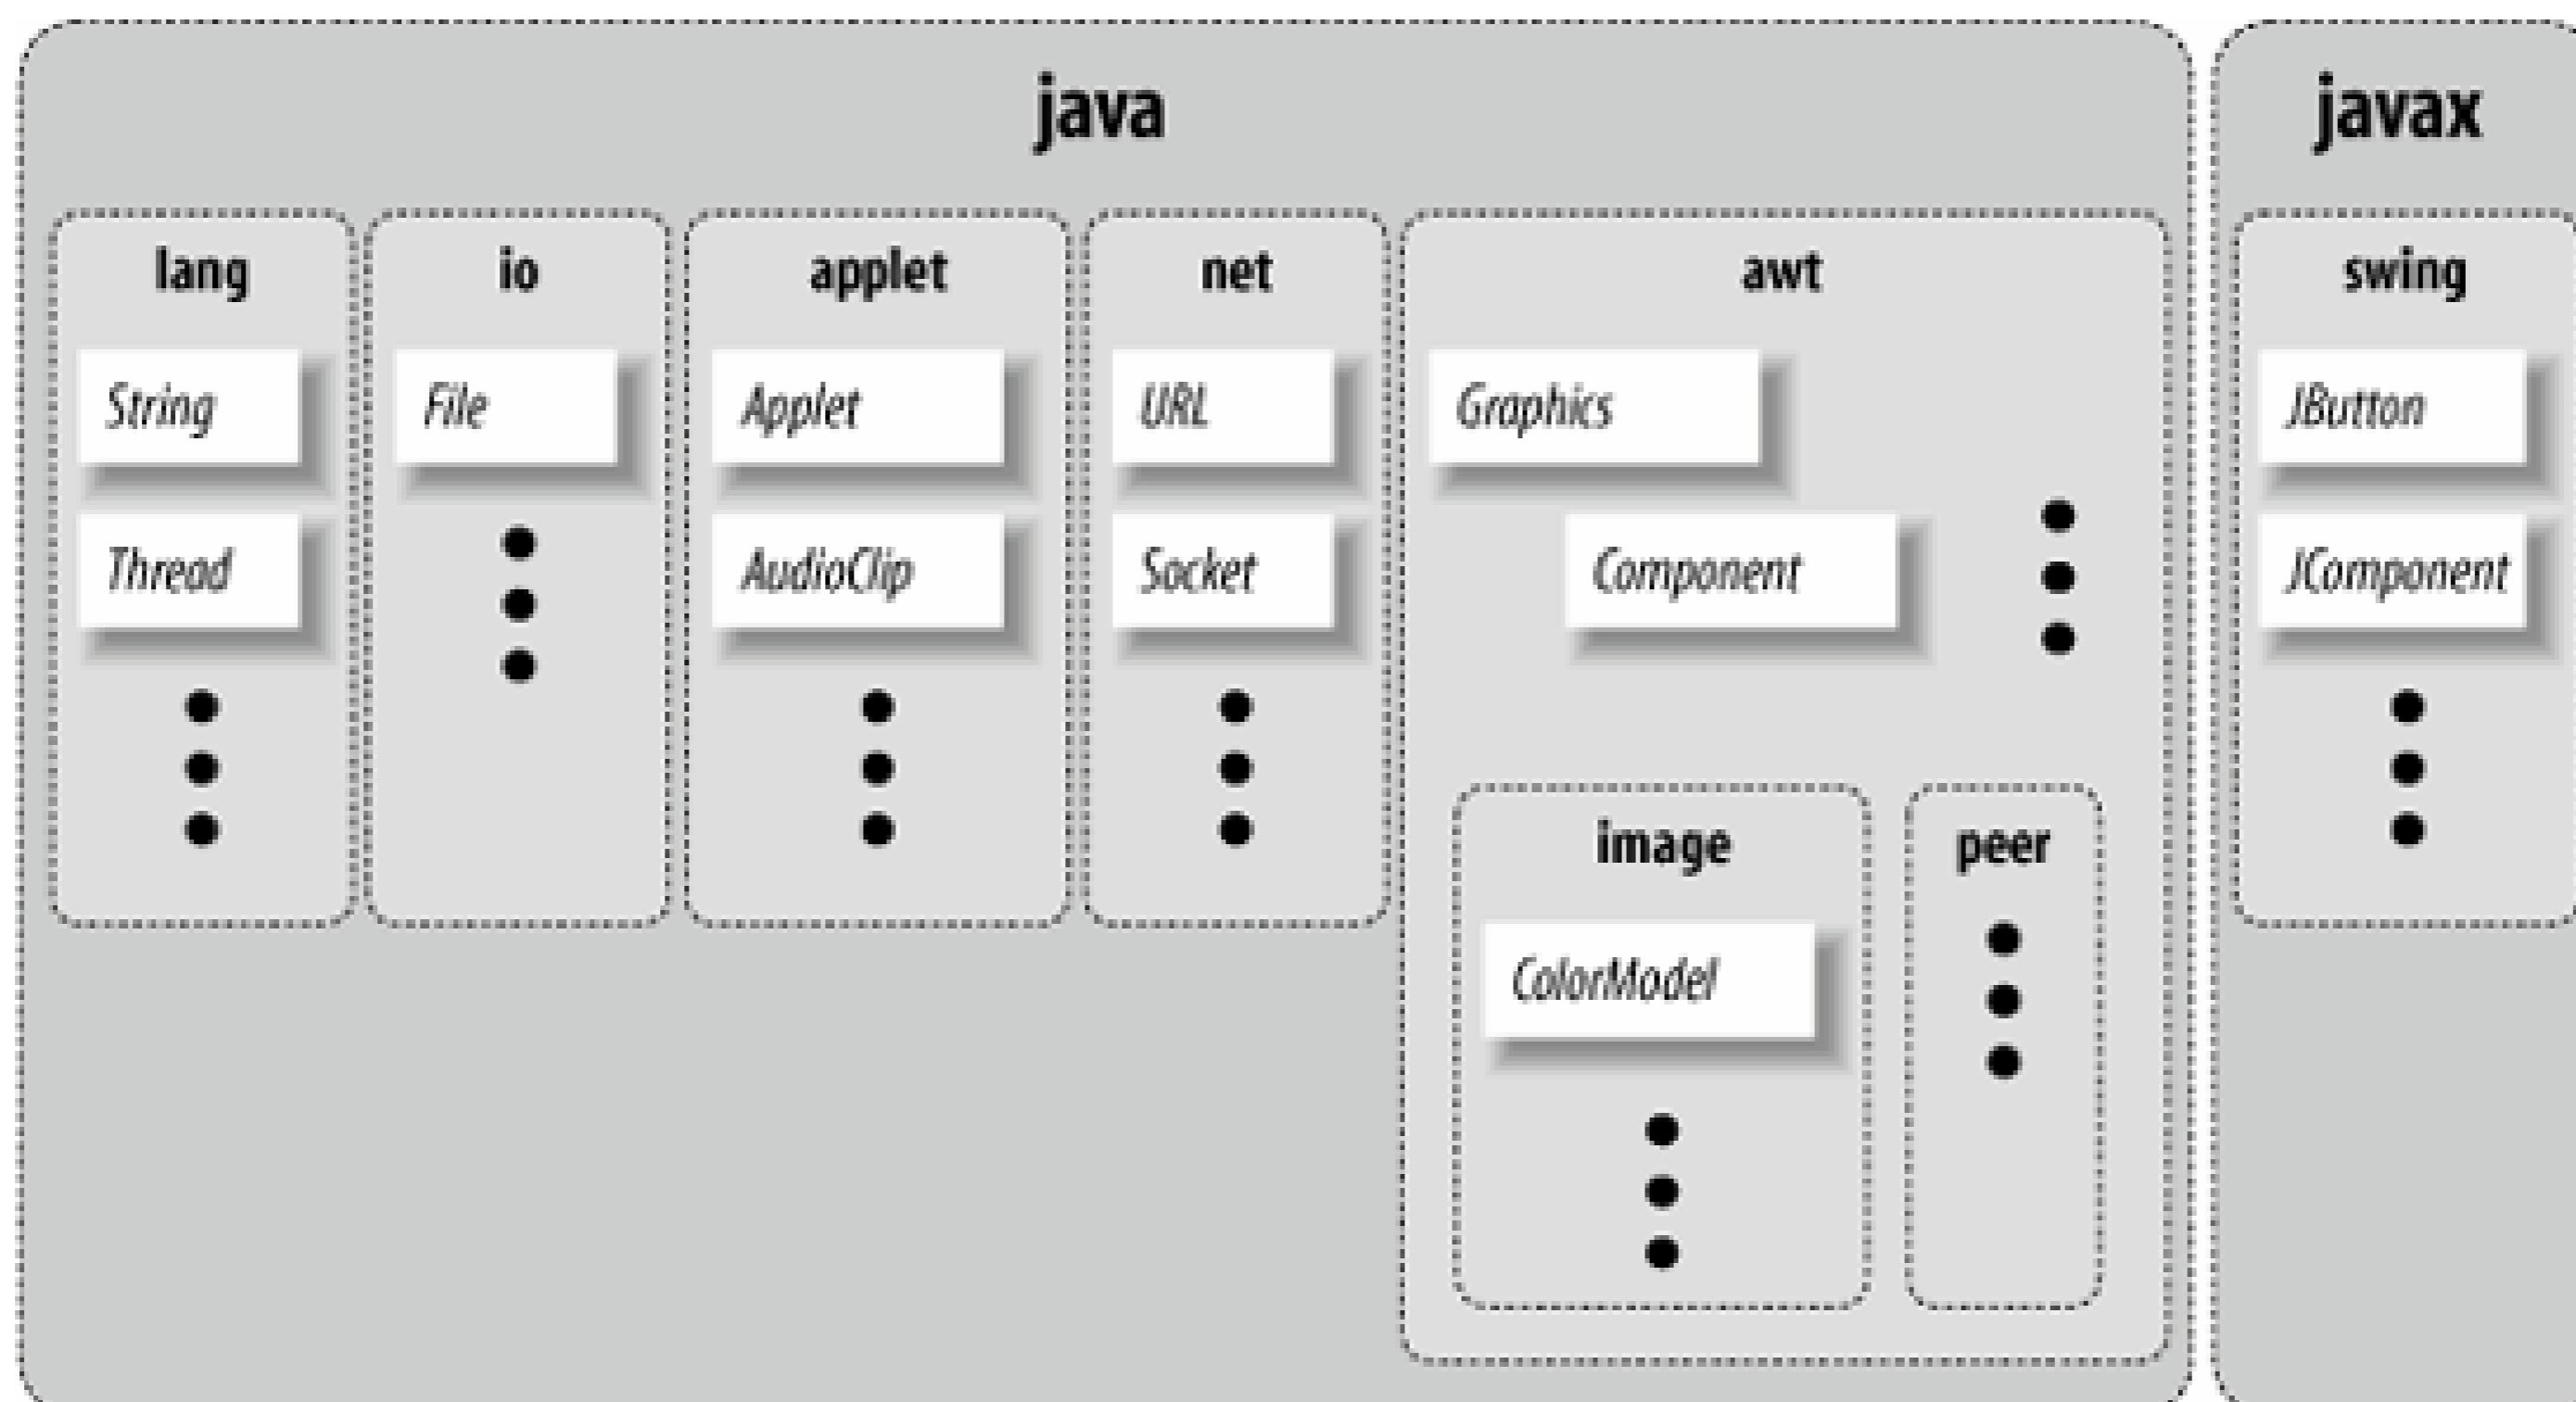 java
javax
lang
io
applet
net
awt
swing
String
File
Applet
URL
Graphics
JButton
Thread
AudioClip
Socket
Component
JComponent
image
peer
ColorModel